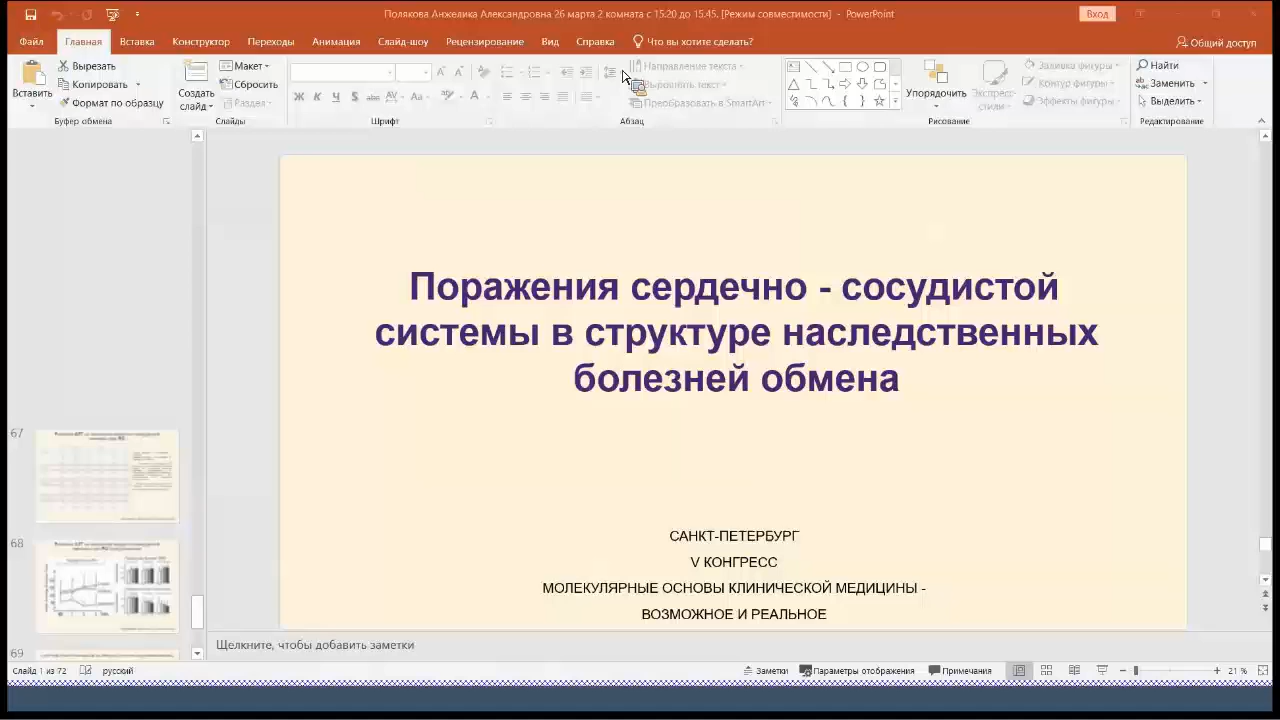 Полякова Анжелика Александровна 26 марта 2 комната с 15.20 до 15.45. [Режим совместимости] - PowerPoint
Вход
Файл Главная Вставка Конструктор Переходы Анимация Слайд-шоу Рецензирование Вид Справка Что вы хотите сделать? Общий доступ
Вставить
Вырезать
Копировать
Формат по образцу
Буфер обмена
Создать слайд
Макет
Сбросить
Раздел
Слайды
Ж К Ч S abc AV Aa A
Шрифт
Направление текста
Выровнять текст
Преобразовать в SmartArt
Абзац
Упорядочить
Экспресс-стили
Заливка фигуры
Контур фигуры
Эффекты фигуры
Рисование
Найти
Заменить
Выделить
Редактирование
67
68
69
Поражения сердечно - сосудистой
системы в структуре наследственных
болезней обмена
САНКТ-ПЕТЕРБУРГ
V КОНГРЕСС
МОЛЕКУЛЯРНЫЕ ОСНОВЫ КЛИНИЧЕСКОЙ МЕДИЦИНЫ -
ВОЗМОЖНОЕ И РЕАЛЬНОЕ
Щелкните, чтобы добавить заметки
Слайд 1 из 72 русский Заметки Параметры отображения Примечания 21 %